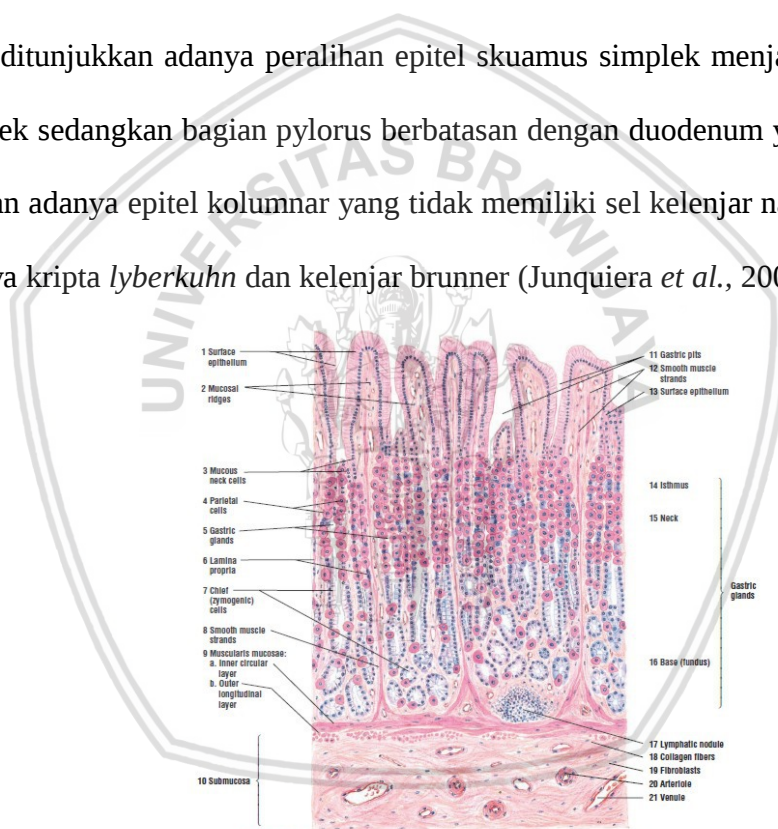 ditunjukkan adanya peralihan epitel skuamus simplek menja
ek sedangkan bagian pylorus berbatasan dengan duodenum y
n adanya epitel kolumnar yang tidak memiliki sel kelenjar na
a kripta lyberkuhn dan kelenjar brunner (Junquiera et al., 200
UNIVERSITAS BRAWIJAYA
1 Surface
epithelium
2 Mucosal
ridges
3 Mucous
neck cells
4 Parietal
cells
5 Gastric
glands
6 Lamina
propria
7 Chief
(zymogenic)
cells
8 Smooth muscle
strands
9 Muscularis mucosae:
a. Inner circular
layer
b. Outer
longitudinal
layer
10 Submucosa
11 Gastric pits
12 Smooth muscle
strands
13 Surface epithelium
14 Isthmus
15 Neck
Gastric
glands
16 Base (fundus)
17 Lymphatic nodule
18 Collagen fibers
19 Fibroblasts
20 Arteriole
21 Venule